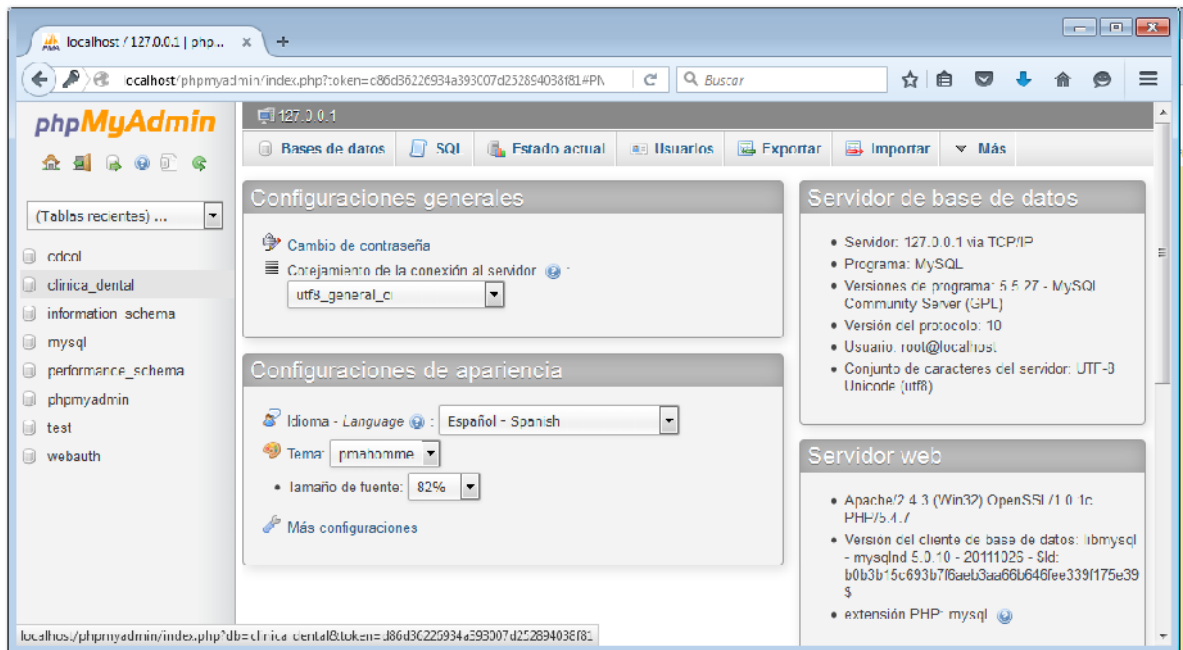 localhost / 127.0.0.1 | php...
localhost/phpmyadmin/index.php?token=
Buscar
phpMyAdmin
127.0.0.1
Bases de datos
SQL
Estado actual
Usuarios
Exportar
Importar
Más
(Tablas recientes) ...
cdcol
clinica_dental
information_schema
mysql
performance_schema
phpmyadmin
test
webauth
Configuraciones generales
Cambio de contraseña
Cotejamiento de la conexión al servidor :
utf8_general_ci
Configuraciones de apariencia
Idioma - Language :
Español - Spanish
Tema:
pmahomme
Tamaño de fuente:
82%
Más configuraciones
Servidor de base de datos
Servidor: 127.0.0.1 via TCP/IP
Programa: MySQL
Versiones de programa: 5.5.27 - MySQL
Community Server (GPL)
Versión del protocolo: 10
Usuario: root@localhost
Conjunto de caracteres del servidor: UTF-8
Unicode (utf8)
Servidor web
Apache/2.4.3 (Win32) OpenSSL/1.0.1c
PHP/5.4.7
Versión del cliente de base de datos: libmysql
- mysqlnd 5.0.10 - 20111026 - $Id:
b0b3b15c693b7f6aeb3aa66b646fee339f175e39
$
extensión PHP: mysql
localhost/phpmyadmin/index.php?db=clinica_dental&token=